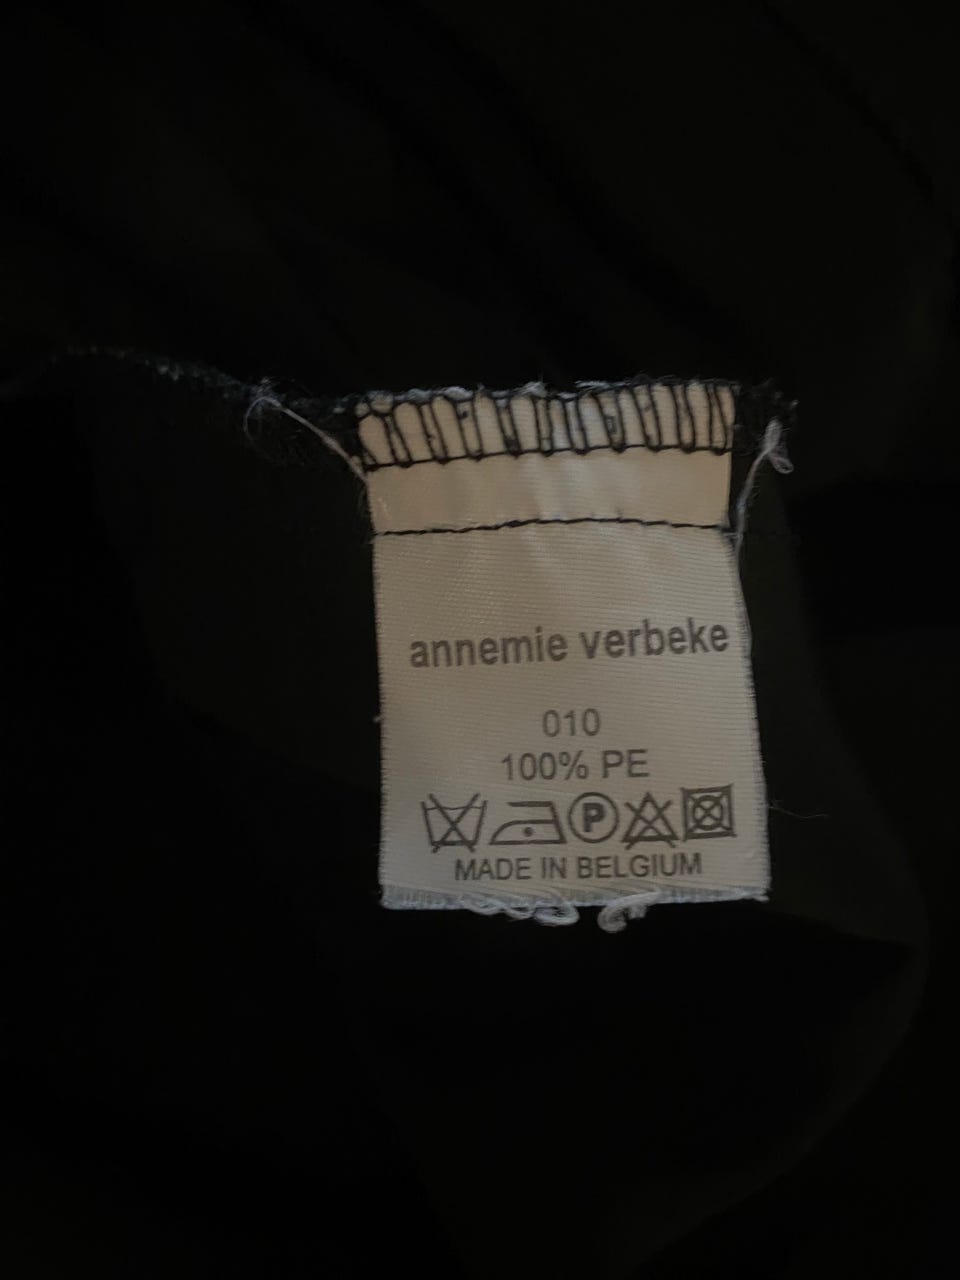 annemie verbeke
010
100% PE
P
MADE IN BELGIUM